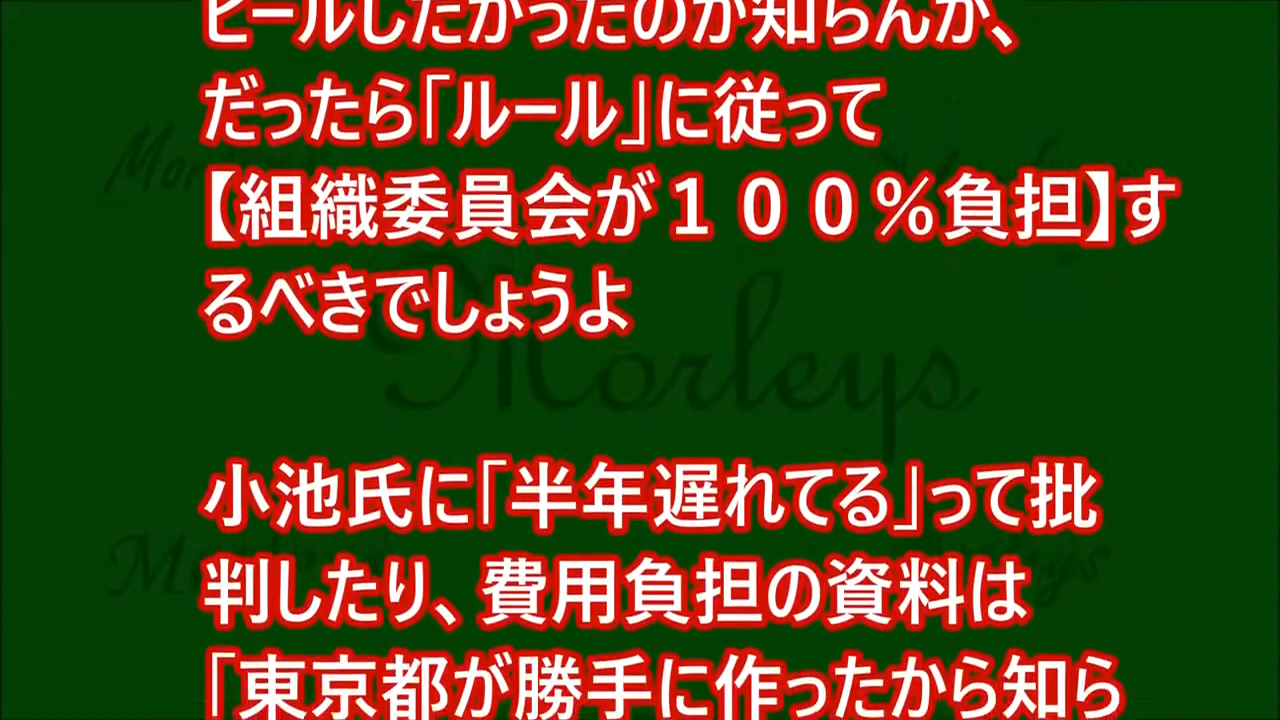 ピールしたかったのか知らんが、
だったら「ルール」に従って
【組織委員会が１００％負担】す
るべきでしょうよ
Morleys
小池氏に「半年遅れてる」って批
判したり、費用負担の資料は
「東京都が勝手に作ったから知ら